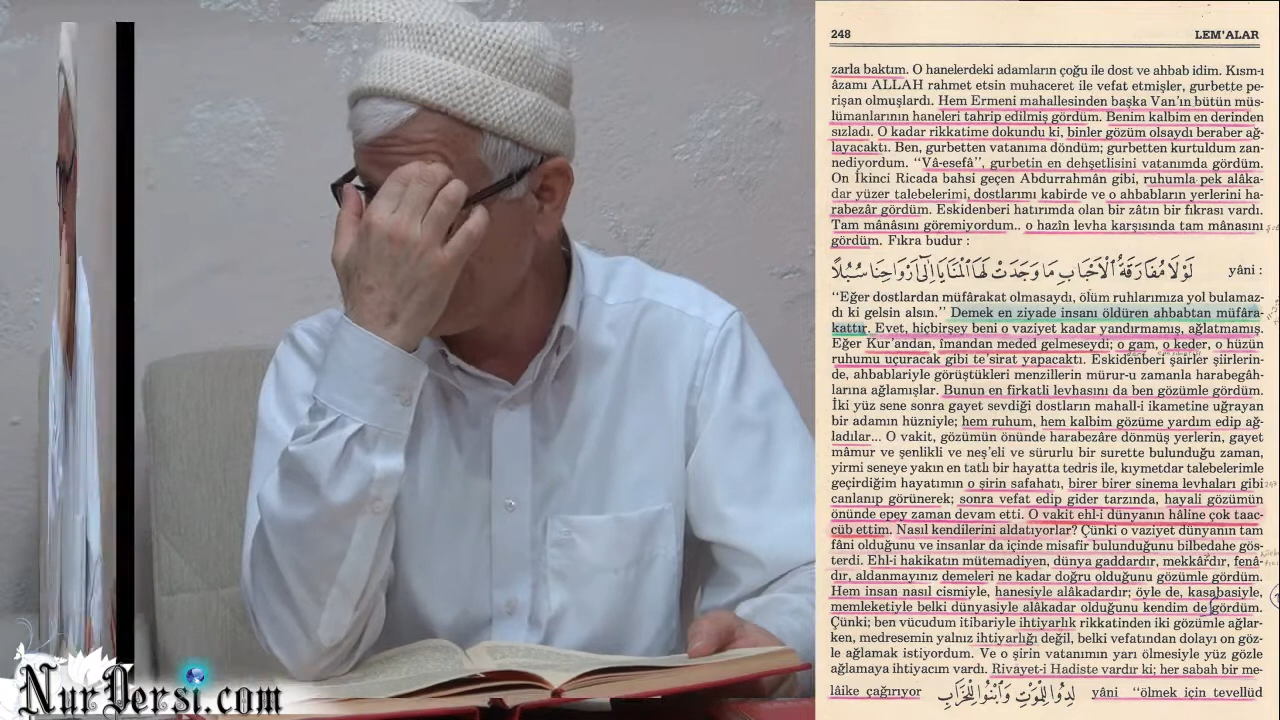 248
LEM'ALAR
zarla baktım. O hanelerdeki adamların çoğu ile dost ve ahbab idim. Kısm-ı
âzamı ALLAH rahmet etsin muhaceret ile vefat etmişler, gurbette pe-
rişan olmuşlardı. Hem Ermeni mahallesinden başka Van'ın bütün müs-
lümanlarının haneleri tahrip edilmiş gördüm. Benim kalbim en derinden
sızladı. O kadar rikkatime dokundu ki, binler gözüm olsaydı beraber ağ-
layacaktı. Ben, gurbetten vatanıma döndüm; gurbetten kurtuldum zan-
nediyordum. "Vâ-esefa", gurbetin en dehşetlisini vatanımda gördüm.
On İkinci Ricada bahsi geçen Abdurrahmân gibi, ruhumla pek alâka-
dar yüzer talebelerimi, dostlarımı kabirde ve o ahbabların yerlerini ha-
rabezâr gördüm. Eskidenberi hatırımda olan bir zâtın bir fıkrası vardı.
Tam mânâsını göremiyordum.. o hazîn levha karşısında tam mânasını
gördüm. Fıkra budur :
لَوْلَا مُفَارَقَةُ الْاَحْبَابِ مَا وَجَدَتْ لَهَا الْمَنَايَا اِلٰٓى اَرْوَاحِنَا سُبُلًا yâni :
"Eğer dostlardan müfârakat olmasaydı, ölüm ruhlarımıza yol bulamaz-
dı ki gelsin alsın." Demek en ziyade insanı öldüren ahbabtan müfâra-
kattır. Evet, hiçbirşey beni o vaziyet kadar yandırmamış, ağlatmamış.
Eğer Kur'andan, îmandan meded gelmeseydi; o gam, o keder, o hüzün
ruhumu uçuracak gibi te'sirat yapacaktı. Eskidenberi şairler şiirlerin-
de, ahbablariyle görüştükleri menzillerin mürur-u zamanla harabegâh-
larına ağlamışlar. Bunun en firkatli levhasını da ben gözümle gördüm.
İki yüz sene sonra gayet sevdiği dostların mahall-i ikametine uğrayan
bir adamın hüzniyle; hem ruhum, hem kalbim gözüme yardım edip ağ-
ladılar... O vakit, gözümün önünde harabezâre dönmüş yerlerin, gayet
mâmur ve şenlikli ve neş'eli ve sürurlu bir surette bulunduğu zaman,
yirmi seneye yakın en tatlı bir hayatta tedris ile, kıymetdar talebelerimle
geçirdiğim hayatımın o şirin safahatı, birer birer sinema levhaları gibi
canlanıp görünerek; sonra vefat edip gider tarzında, hayali gözümün
önünde epey zaman devam etti. O vakit ehl-i dünyanın hâline çok taac-
cüb ettim. Nasıl kendilerini aldatıyorlar? Çünki o vaziyet dünyanın tam
fâni olduğunu ve insanlar da içinde misafir bulunduğunu bilbedahe gös-
terdi. Ehl-i hakikatın mütemadiyen, dünya gaddardır, mekkârdır, fenâ-
dır, aldanmayınız demeleri ne kadar doğru olduğunu gözümle gördüm.
Hem insan nasıl cismiyle, hanesiyle alâkadardır; öyle de, kasabasiyle,
memleketiyle belki dünyasiyle alâkadar olduğunu kendim de gördüm.
Çünki; ben vücudum itibariyle ihtiyarlık rikkatinden iki gözümle ağlar-
ken, medresemin yalnız ihtiyarlığı değil, belki vefatından dolayı on göz-
le ağlamak istiyordum. Ve o şirin vatanımın yarı ölmesiyle yüz gözle
ağlamaya ihtiyacım vardı. Rivayet-i Hadiste vardır ki; her sabah bir me-
lâike çağırıyor لِدُوا لِلْمَوْتِ وَابْنُوا لِلْخَرَابِ yâni "ölmek için tevellüd
NurDersi.com